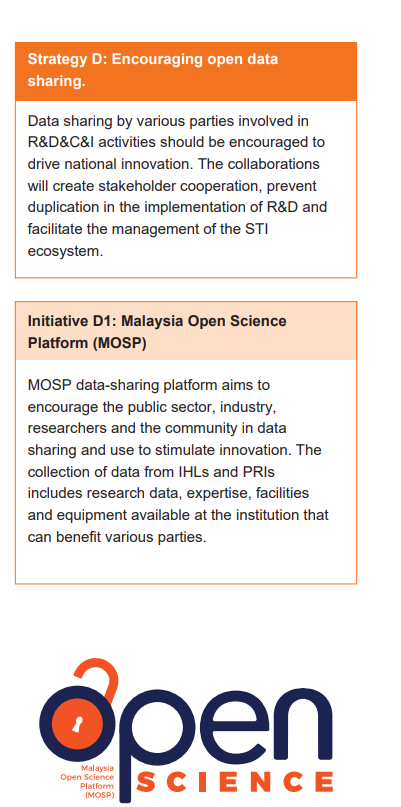 Strategy D: Encouraging open data
sharing.
Data sharing by various parties involved in
R&D&C&I activities should be encouraged to
drive national innovation. The collaborations
will create stakeholder cooperation, prevent
duplication in the implementation of R&D and
facilitate the management of the STI
ecosystem.
Initiative D1: Malaysia Open Science
Platform (MOSP)
MOSP data-sharing platform aims to
encourage the public sector, industry,
researchers and the community in data
sharing and use to stimulate innovation. The
collection of data from IHLs and PRIs
includes research data, expertise, facilities
and equipment available at the institution that
can benefit various parties.
open
SCIENCE
Malaysia
Open Science
Platform
(MOSP)